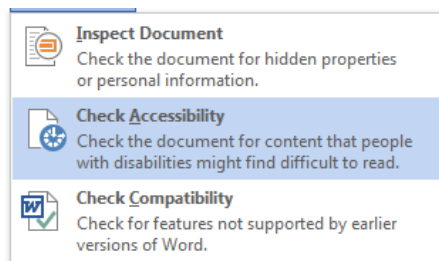 Inspect Document
Check the document for hidden properties
or personal information.
Check Accessibility
Check the document for content that people
with disabilities might find difficult to read.
Check Compatibility
Check for features not supported by earlier
versions of Word.